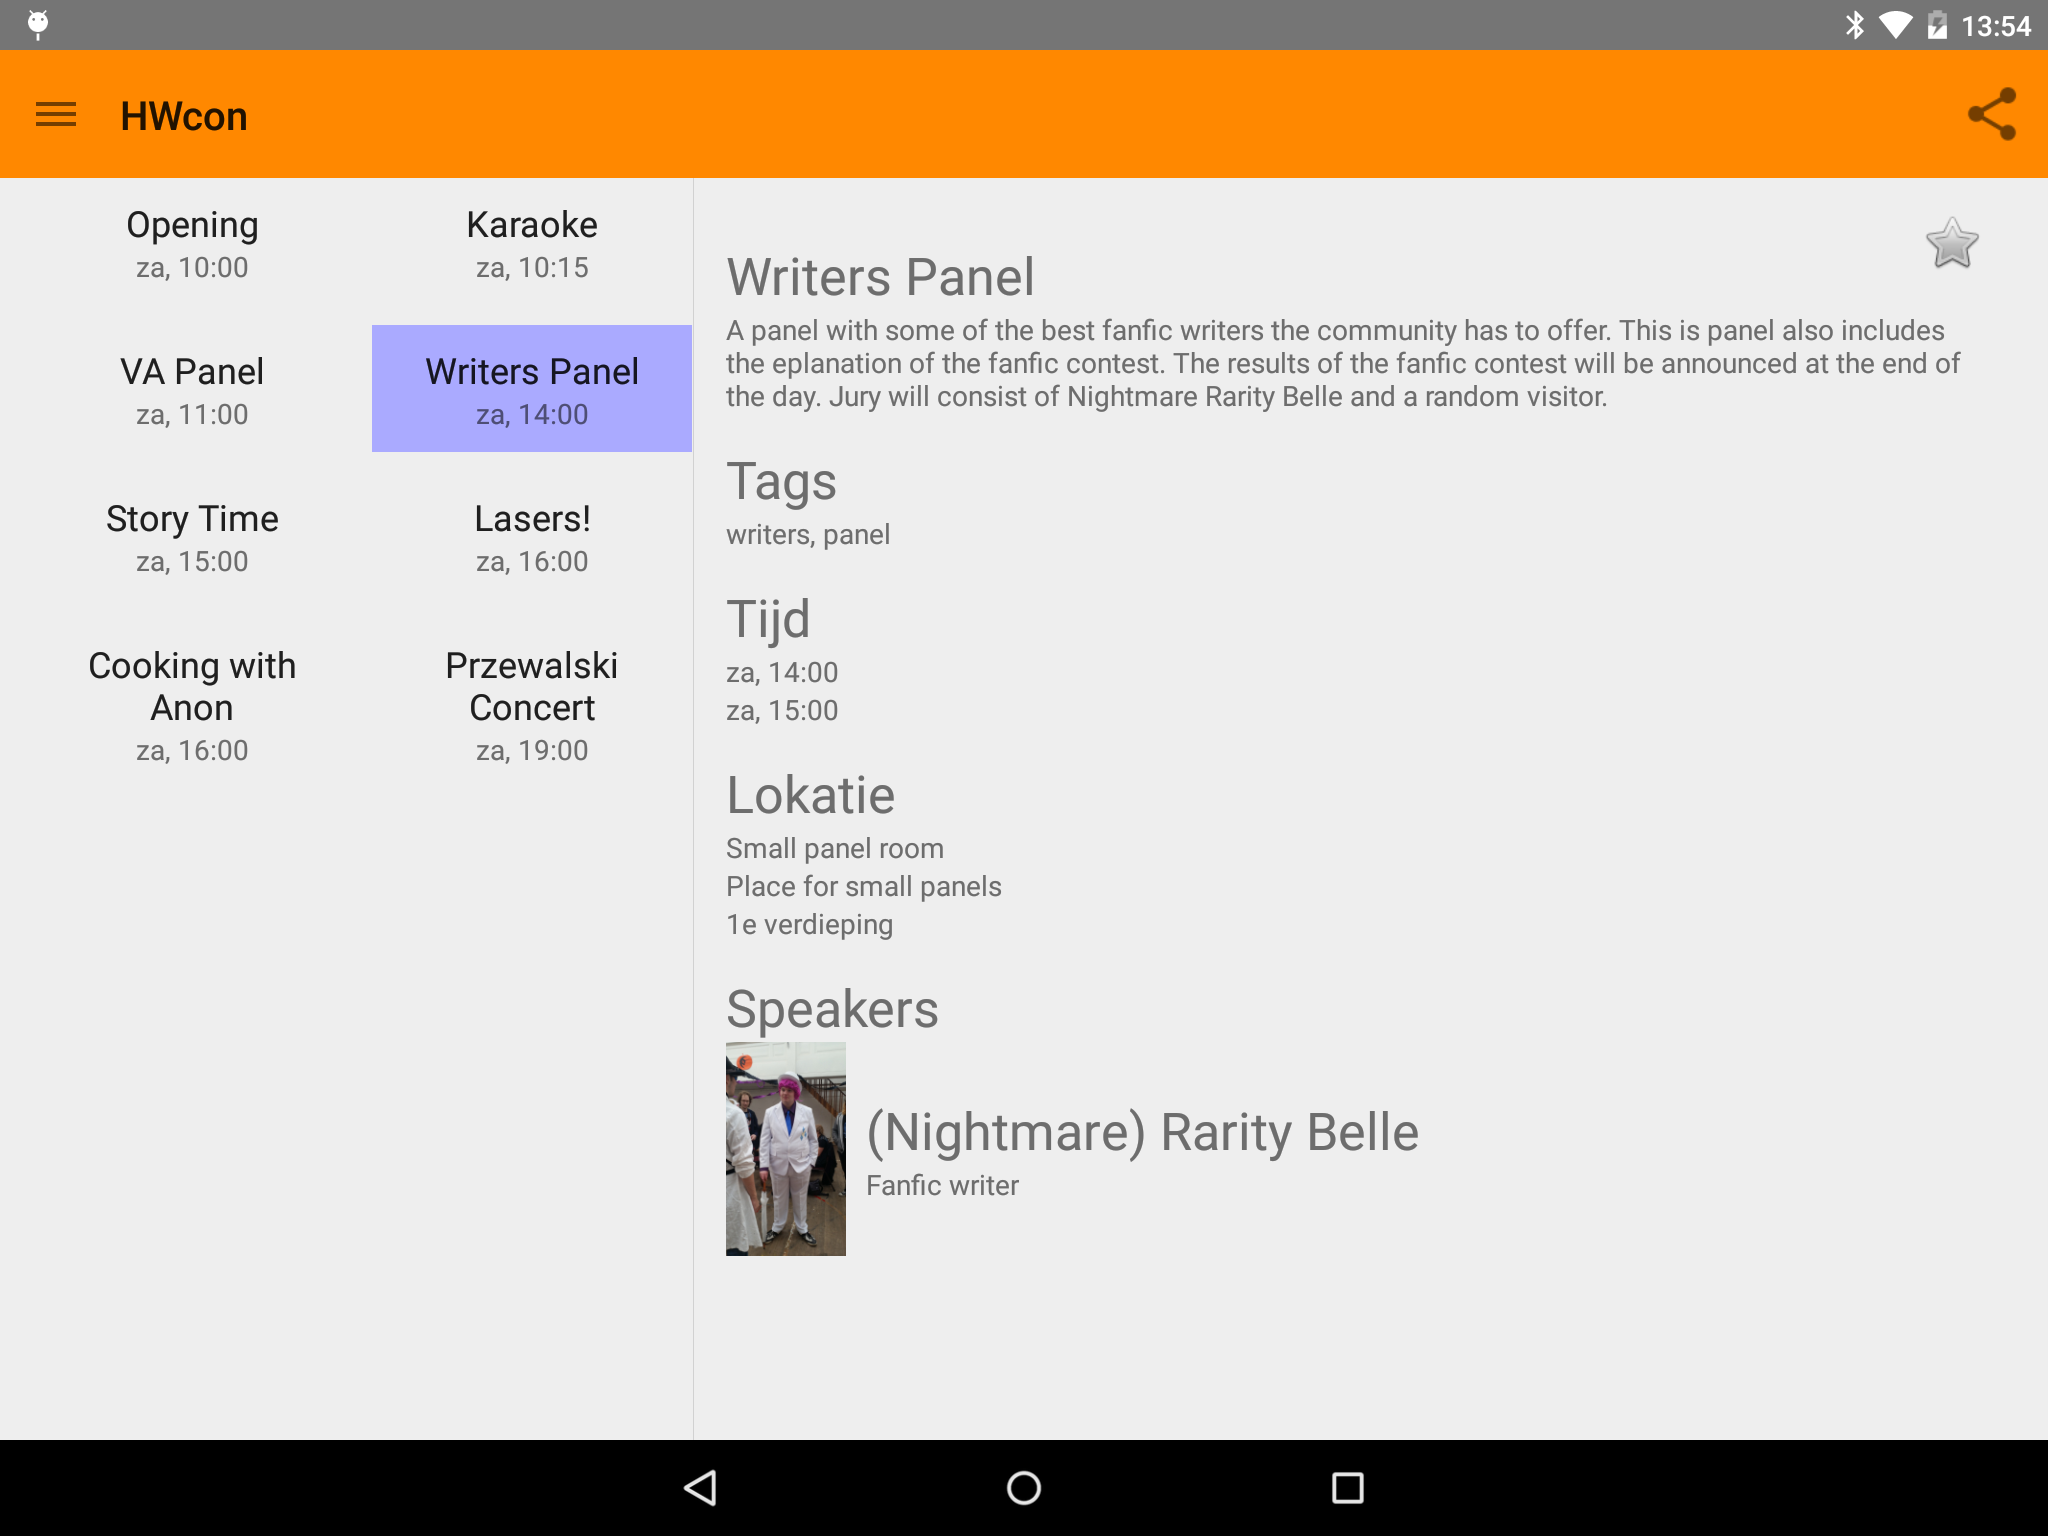 13:54
HWcon
Opening
za, 10:00
Karaoke
za, 10:15
VA Panel
za, 11:00
Writers Panel
za, 14:00
Story Time
za, 15:00
Lasers!
za, 16:00
Cooking with
Anon
za, 16:00
Przewalski
Concert
za, 19:00
Writers Panel
A panel with some of the best fanfic writers the community has to offer. This is panel also includes
the eplanation of the fanfic contest. The results of the fanfic contest will be announced at the end of
the day. Jury will consist of Nightmare Rarity Belle and a random visitor.
Tags
writers, panel
Tijd
za, 14:00
za, 15:00
Lokatie
Small panel room
Place for small panels
1e verdieping
Speakers
(Nightmare) Rarity Belle
Fanfic writer